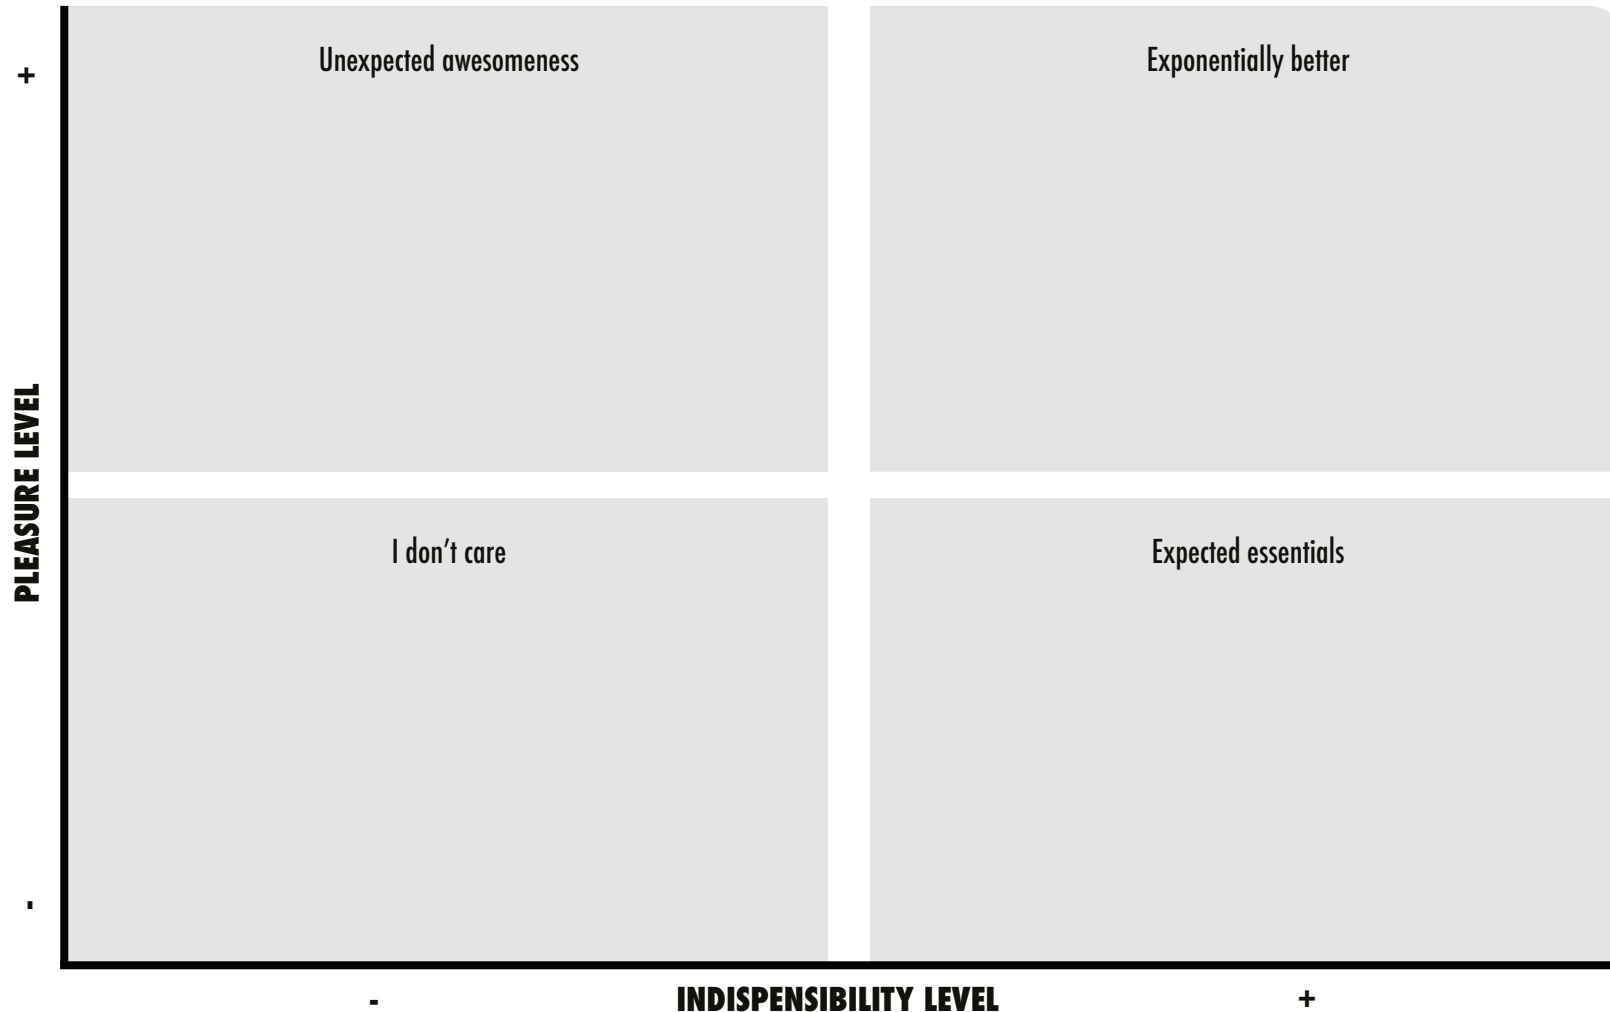 Unexpected awesomeness
Exponentially better
+
PLEASURE LEVEL
I don't care
Expected essentials
-
-
INDISPENSIBILITY LEVEL
+